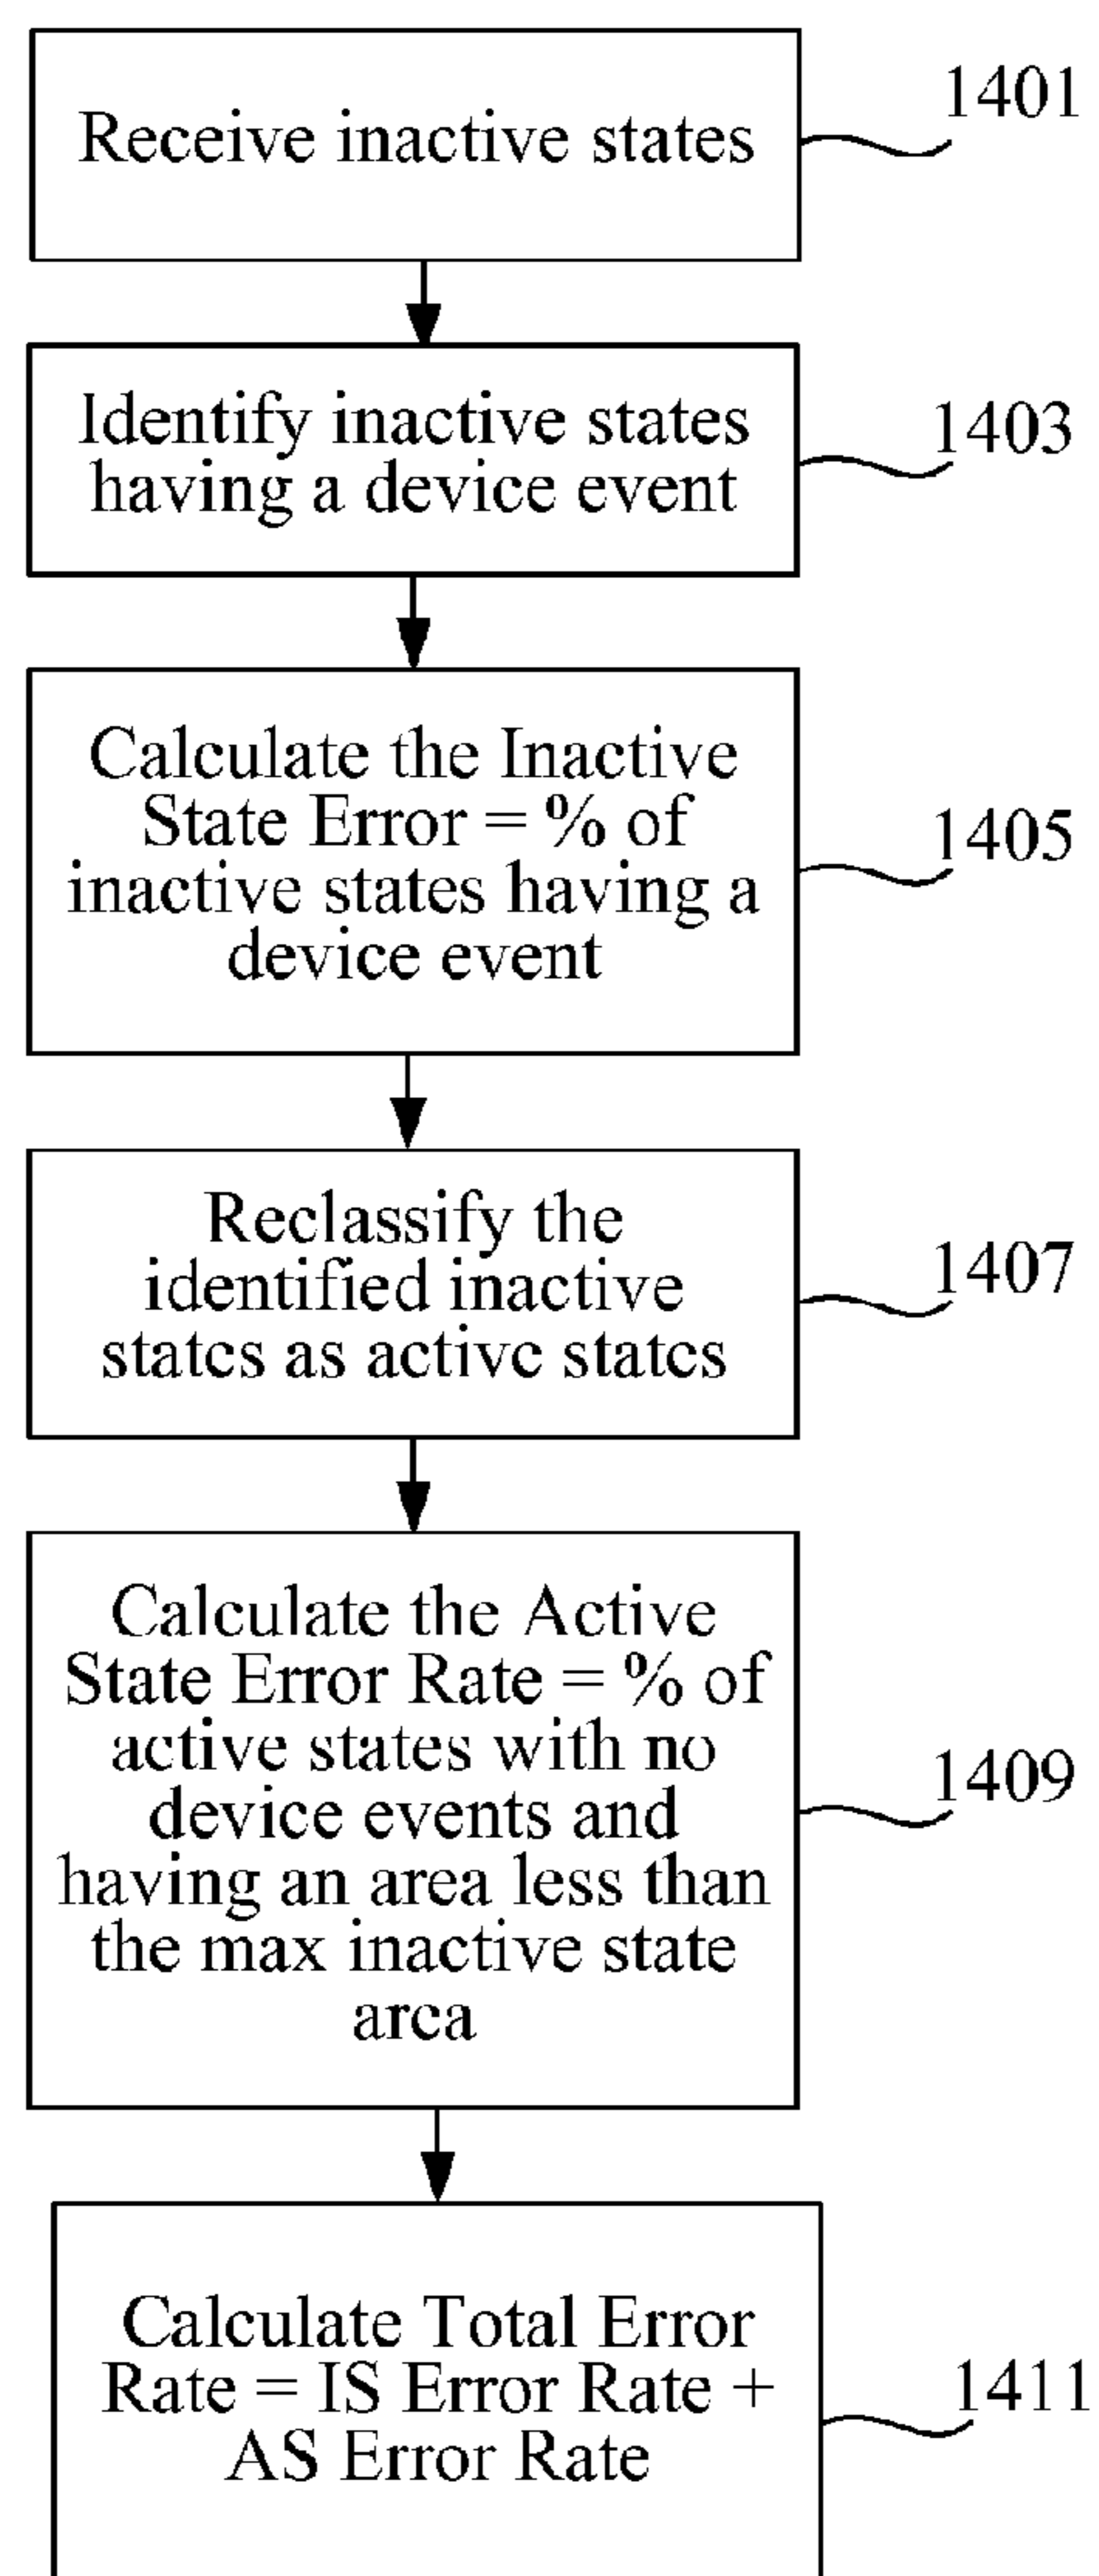 Receive inactive states
1401
Identify inactive states
having a device event
1403
Calculate the Inactive
State Error = % of
inactive states having a
device event
1405
Reclassify the
identified inactive
states as active states
1407
Calculate the Active
State Error Rate = % of
active states with no
device events and
having an area less than
the max inactive state
area
1409
Calculate Total Error
Rate = IS Error Rate +
AS Error Rate
1411